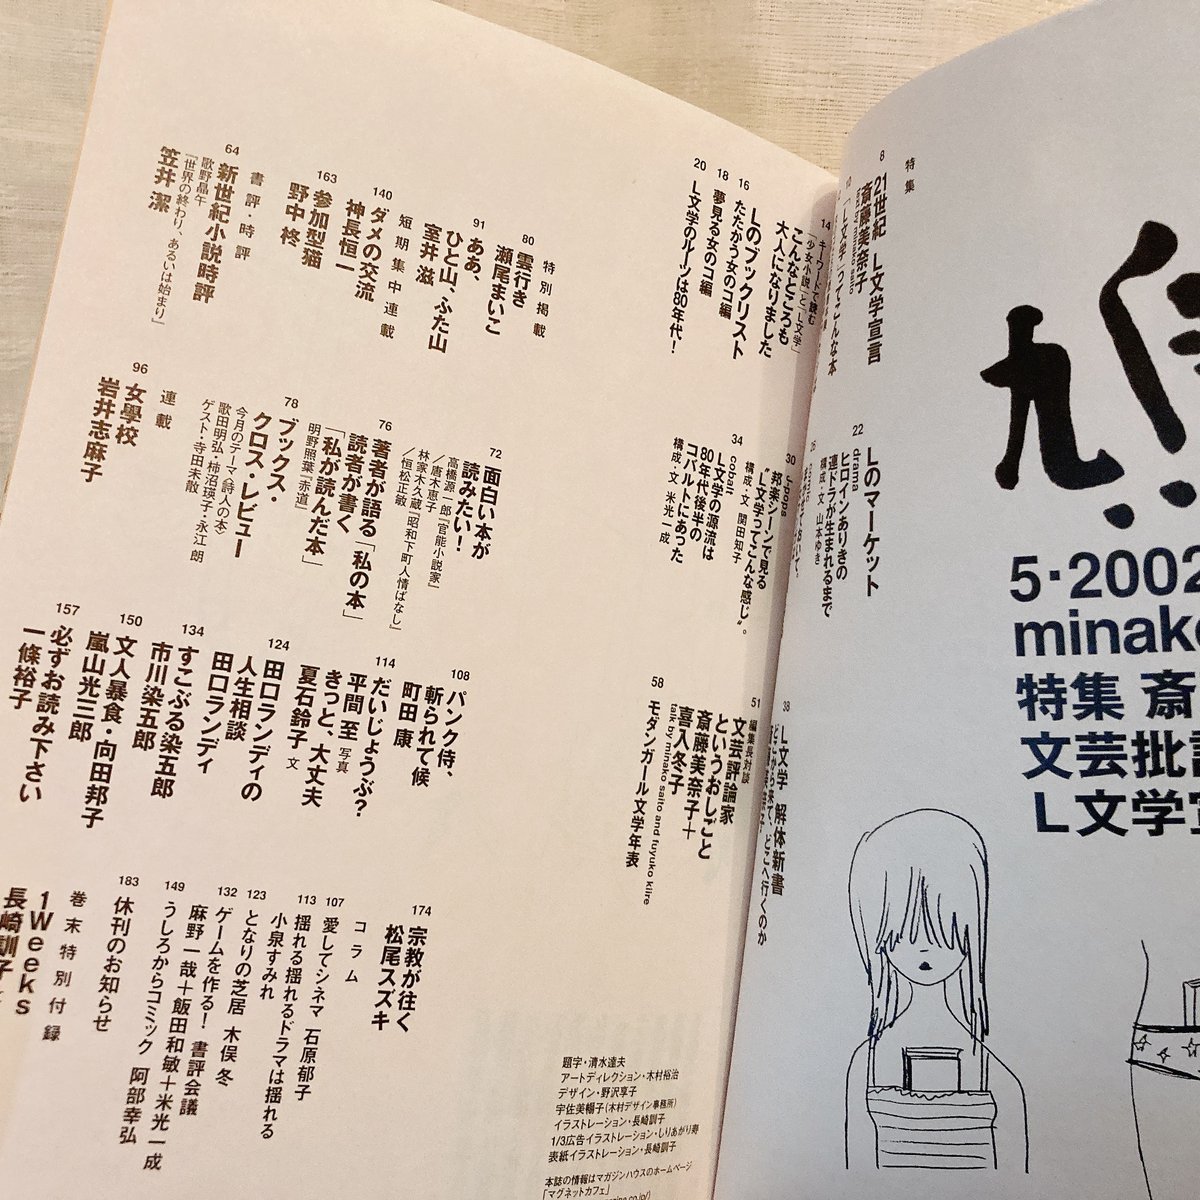 特集
8
21世紀 L文学宣言
斎藤美奈子
10
「L文学」ってこんな本
14
キーワードで読む
「少女小説」と「L文学」
こんなところも
大人になりました
16
Lのブックリスト
たたかう女のコ編
18
夢見る女のコ編
20
L文学のルーツは80年代!
22
Lのマーケット
drama
ヒロインありきの
連ドラが生まれるまで
構成・文 山本ゆき
30
J-pops
邦楽シーンで見る
“L文学ってこんな感じ”。
構成・文 関田知子
34
cobalt
L文学の源流は
80年代後半の
コバルトにあった
構成・文 米光一成
38
L文学 解体新書
どこから来て、どこへ行くのか
51
編集長対談
文芸評論家
というおしごと
斎藤美奈子+
喜入冬子
talk by minako saito and fuyuko kiire
58
モダンガール文学年表
特別掲載
80
雲行き
瀬尾まいこ
91
ああ、
ひと山、ふた山
室井 滋
短期集中連載
140
ダメの交流
神長恒一
163
参加型猫
野中 柊
書評・時評
64
新世紀小説時評
歌野晶午
「世界の終わり、あるいは始まり」
笠井 潔
72
面白い本が
読みたい!
高橋源一郎「官能小説家」
/唐木恵子
林家木久蔵「昭和下町人情ばなし」
/恒松正敏
76
著者が語る「私の本」
読者が書く
「私が読んだ本」
明野照葉「赤道」
78
ブックス・
クロス・レビュー
今月のテーマ〈詩人の本〉
歌田明弘・柿沼瑛子・永江 朗
ゲスト・寺田未散
連載
96
女學校
岩井志麻子
108
パンク侍、
斬られて候
町田 康
114
だいじょうぶ?
平間 至 写真
きっと、大丈夫
夏石鈴子 文
124
田口ランディの
人生相談
田口ランディ
134
すこぶる染五郎
市川染五郎
150
文人暴食・向田邦子
嵐山光三郎
157
必ずお読み下さい
一條裕子
174
宗教が往く
松尾スズキ
コラム
107
愛してシネマ 石原郁子
113
揺れる揺れるドラマは揺れる
小泉すみれ
123
となりの芝居 木俣 冬
132
ゲームを作る! 書評会議
麻野一哉+飯田和敏+米光一成
149
うしろからコミック 阿部幸弘
183
休刊のお知らせ
巻末特別付録
1Weeks
長崎訓子
題字・清水達夫
アートディレクション・木村裕治
デザイン・野沢享子
宇佐美暢子(木村デザイン事務所)
イラストレーション・長崎訓子
1/3広告イラストレーション・しりあがり寿
表紙イラストレーション・長崎訓子
本誌の情報はマガジンハウスのホームページ
「マグネットカフェ」
鳩
5・2002
minako
特集 斎
文芸批評
L文学宣